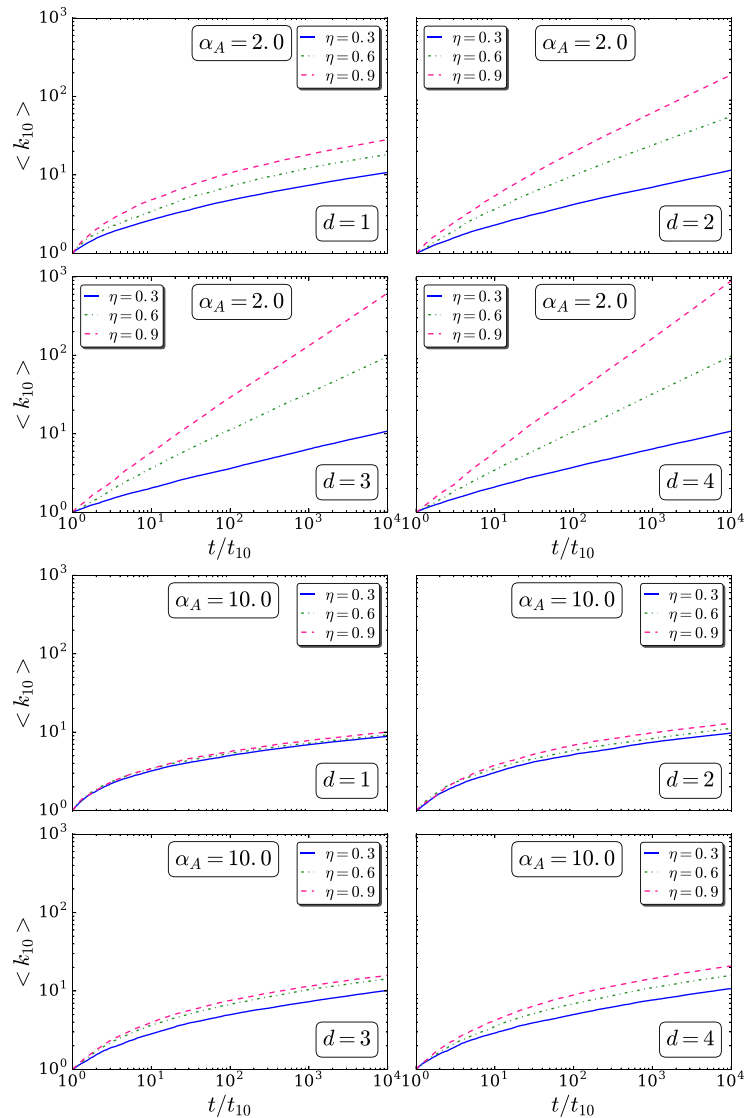 10³
α_A = 2.0
η = 0.3
η = 0.6
η = 0.9
10²
< k₁₀ >
10¹
d = 1
10⁰
η = 0.3
η = 0.6
η = 0.9
α_A = 2.0
d = 2
10³
η = 0.3
η = 0.6
η = 0.9
α_A = 2.0
10²
< k₁₀ >
10¹
d = 3
10⁰
10⁰ 10¹ 10² 10³ 10⁴
t/t₁₀
η = 0.3
η = 0.6
η = 0.9
α_A = 2.0
d = 4
10⁰ 10¹ 10² 10³ 10⁴
t/t₁₀
10³
α_A = 10.0
η = 0.3
η = 0.6
η = 0.9
10²
< k₁₀ >
10¹
d = 1
10⁰
α_A = 10.0
η = 0.3
η = 0.6
η = 0.9
d = 2
10³
α_A = 10.0
η = 0.3
η = 0.6
η = 0.9
10²
< k₁₀ >
10¹
d = 3
10⁰
10⁰ 10¹ 10² 10³ 10⁴
t/t₁₀
α_A = 10.0
η = 0.3
η = 0.6
η = 0.9
d = 4
10⁰ 10¹ 10² 10³ 10⁴
t/t₁₀